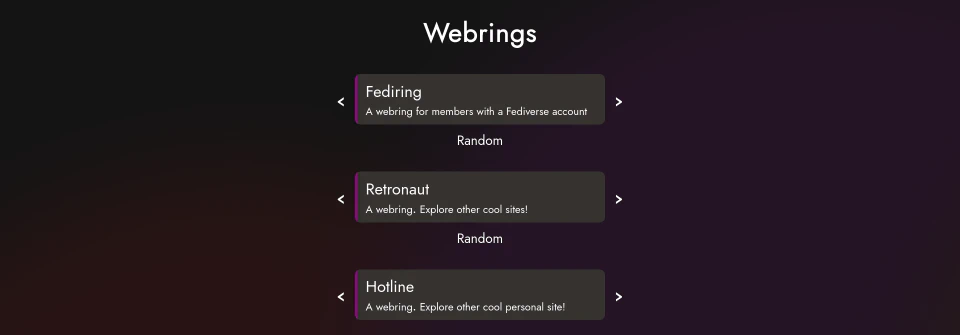 Webrings
Fediring
< A webring for members with a Fediverse account >
Random
Retronaut
< A webring. Explore other cool sites! >
Random
Hotline
< A webring. Explore other cool personal site! >